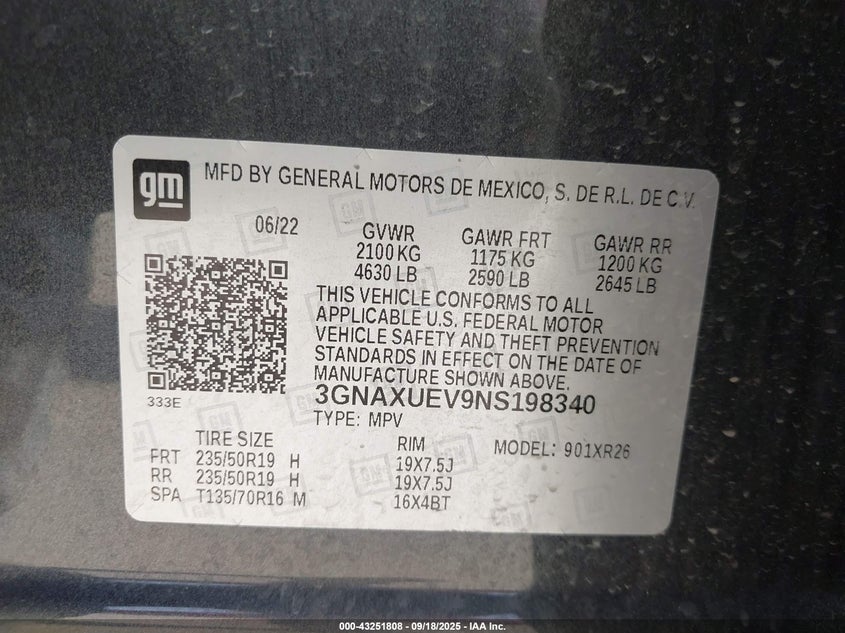 gm
MFD BY GENERAL MOTORS DE MEXICO, S. DE R.L. DE C.V.
06/22
GVWR GAWR FRT GAWR RR
2100 KG 1175 KG 1200 KG
4630 LB 2590 LB 2645 LB
THIS VEHICLE CONFORMS TO ALL
APPLICABLE U.S. FEDERAL MOTOR
VEHICLE SAFETY AND THEFT PREVENTION
STANDARDS IN EFFECT ON THE DATE OF
MANUFACTURE SHOWN ABOVE.
333E
3GNAXUEV9NS198340
TYPE: MPV
TIRE SIZE RIM MODEL: 901XR26
FRT 235/50R19 H 19X7.5J
RR 235/50R19 H 19X7.5J
SPA T135/70R16 M 16X4BT
000-43251808 - 09/18/2025 - IAA Inc.